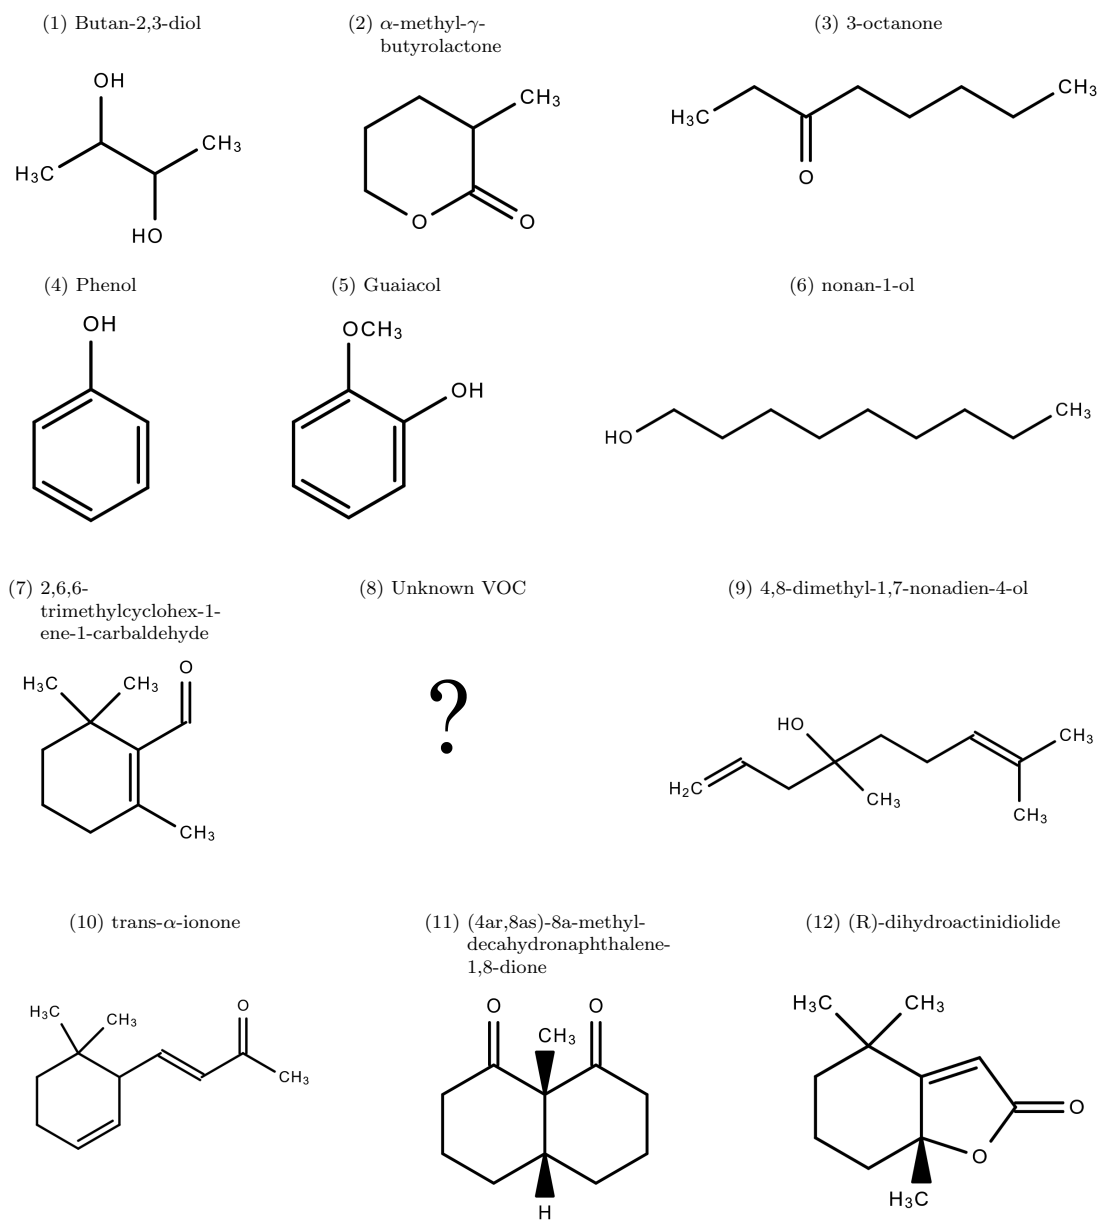 (1) Butan-2,3-diol
(2) α-methyl-γ-
butyrolactone
(3) 3-octanone
OH
H₃C
CH₃
HO
CH₃
O
O
H₃C
CH₃
O
(4) Phenol
(5) Guaiacol
(6) nonan-1-ol
OH
OCH₃
OH
HO
CH₃
(7) 2,6,6-
trimethylcyclohex-1-
ene-1-carbaldehyde
(8) Unknown VOC
(9) 4,8-dimethyl-1,7-nonadien-4-ol
O
H₃C
CH₃
CH₃
?
HO
H₂C
CH₃
CH₃
CH₃
(10) trans-α-ionone
(11) (4ar,8as)-8a-methyl-
decahydronaphthalene-
1,8-dione
(12) (R)-dihydroactinidiolide
H₃C
CH₃
O
CH₃
O
O
CH₃
H
H₃C
CH₃
O
O
H₃C